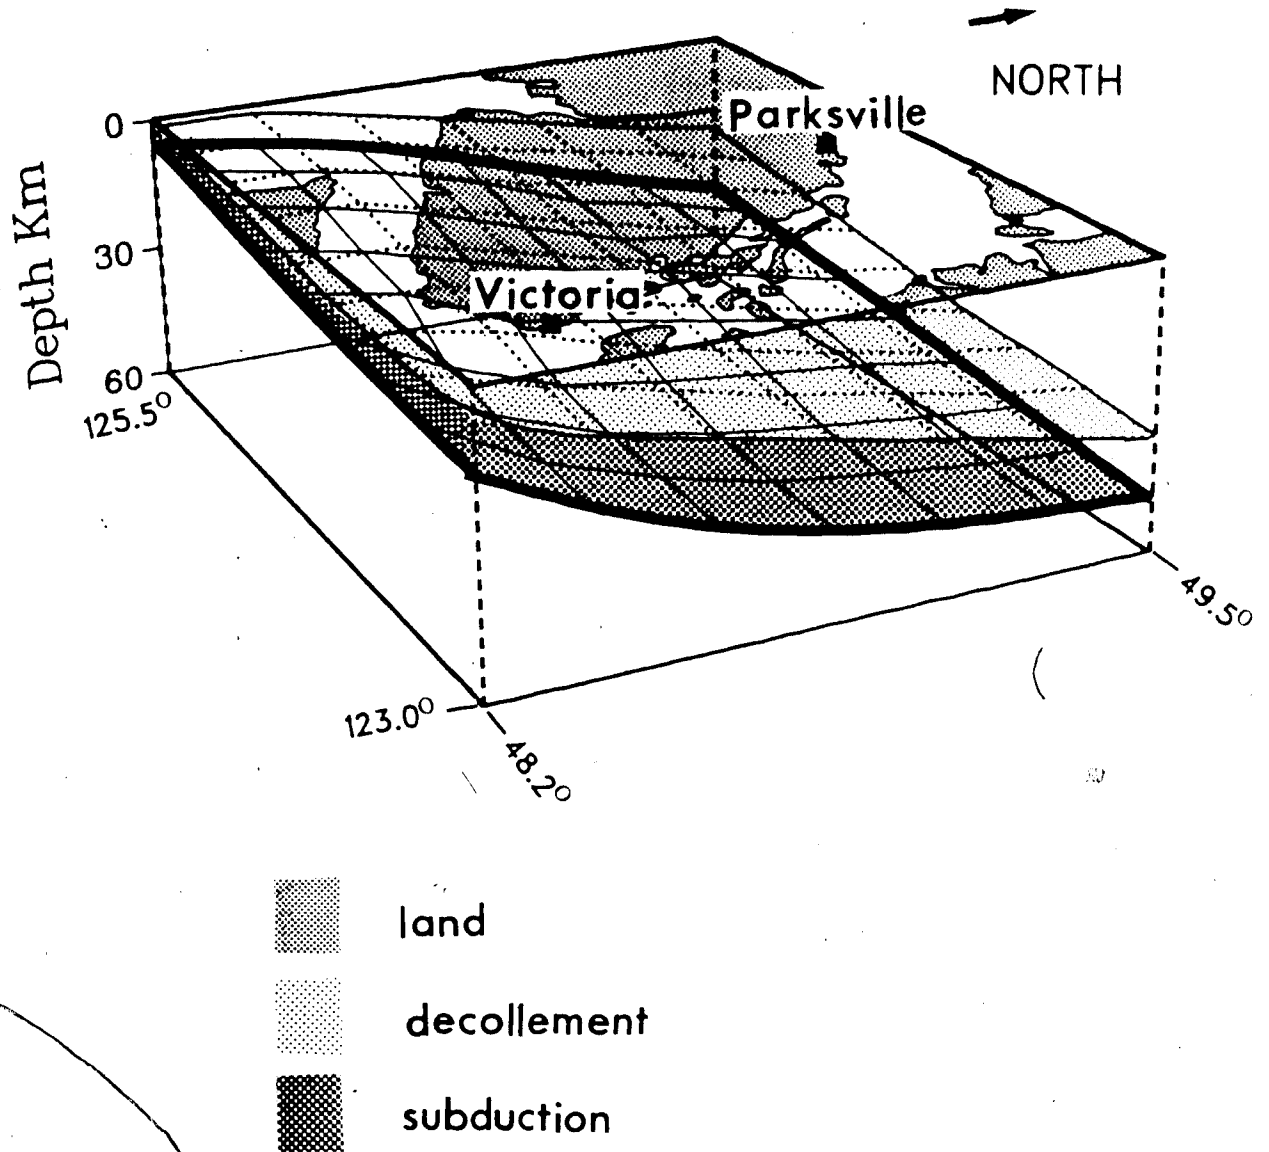 NORTH
Parksville
0
Depth Km
30
Victoria
60
125.5°
49.5°
123.0°
48.2°
land
decollement
subduction